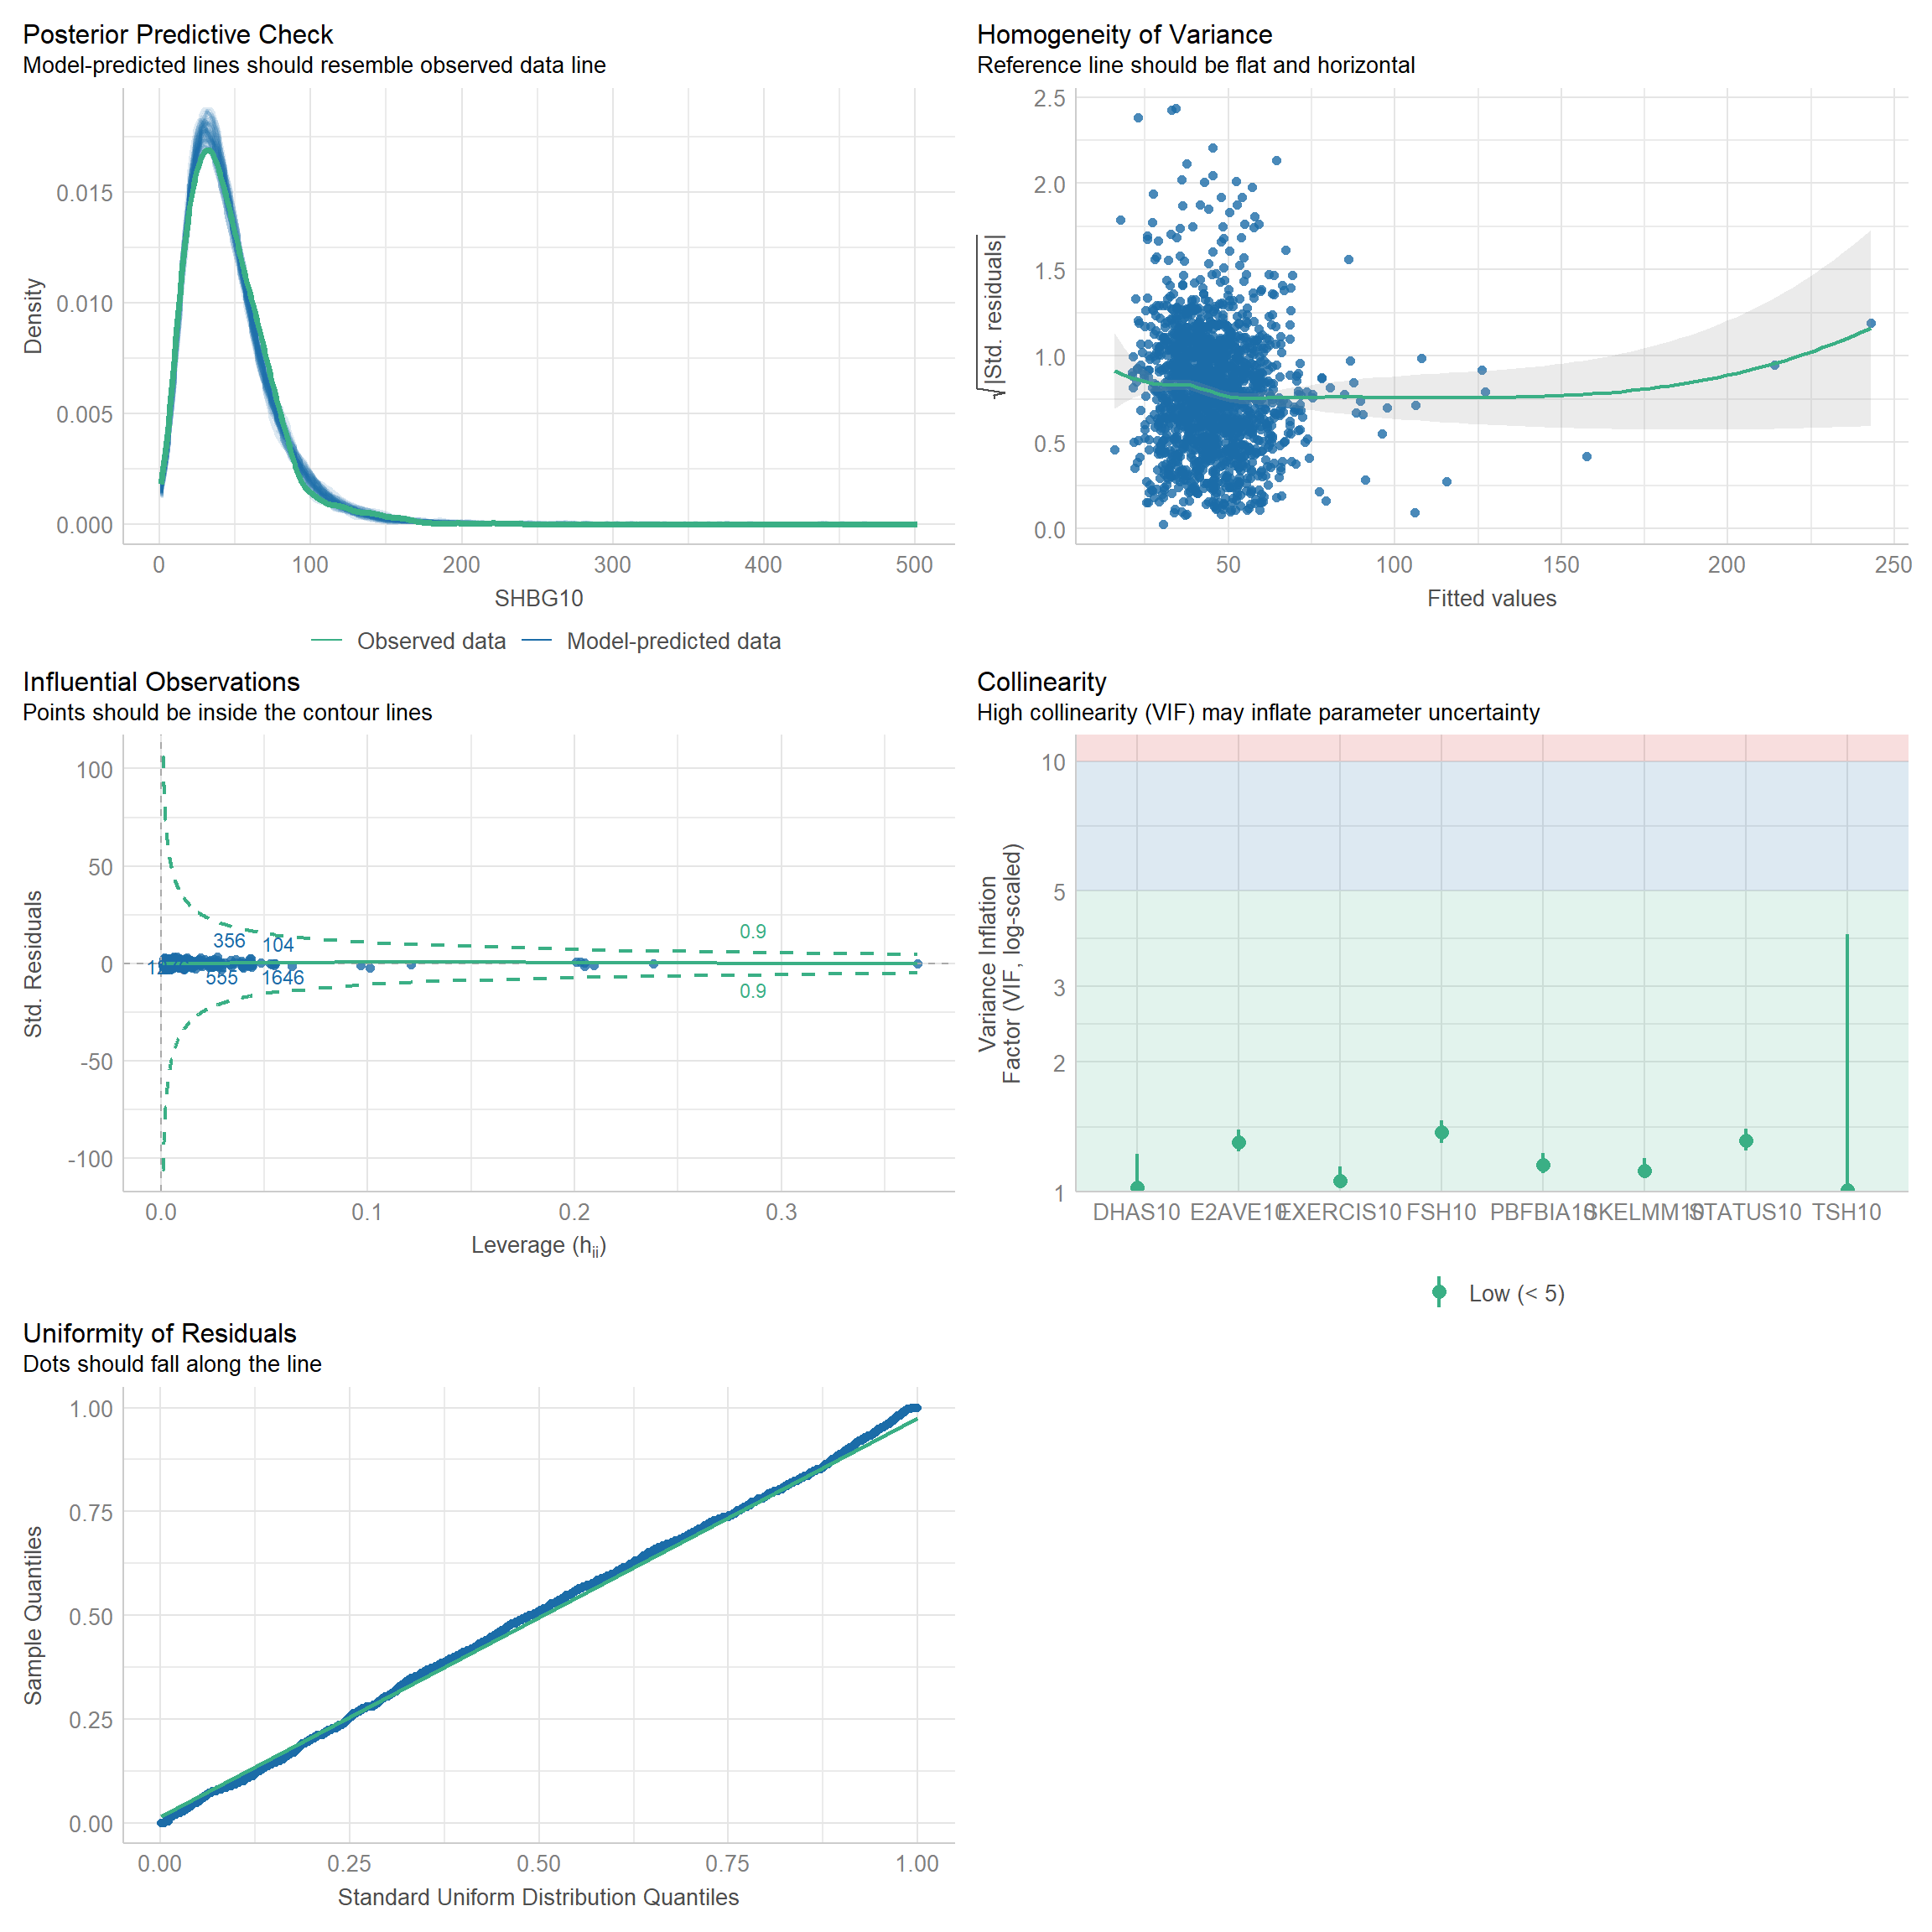 Posterior Predictive Check
Model-predicted lines should resemble observed data line
0.015
0.010
0.005
0.000
Density
0
100
200
300
400
500
SHBG10
Observed data
Model-predicted data
Homogeneity of Variance
Reference line should be flat and horizontal
2.5
2.0
1.5
1.0
0.5
0.0
√|Std. residuals|
50
100
150
200
250
Fitted values
Influential Observations
Points should be inside the contour lines
100
50
0
-50
-100
Std. Residuals
356
104
555
1646
0.9
0.9
0.0
0.1
0.2
0.3
Leverage (hii)
Collinearity
High collinearity (VIF) may inflate parameter uncertainty
10
5
3
2
1
Variance Inflation
Factor (VIF, log-scaled)
DHAS10
E2AVE10
EXERCIS10
FSH10
PBFBIA10
SKELMM10
STATUS10
TSH10
Low (< 5)
Uniformity of Residuals
Dots should fall along the line
1.00
0.75
0.50
0.25
0.00
Sample Quantiles
0.00
0.25
0.50
0.75
1.00
Standard Uniform Distribution Quantiles